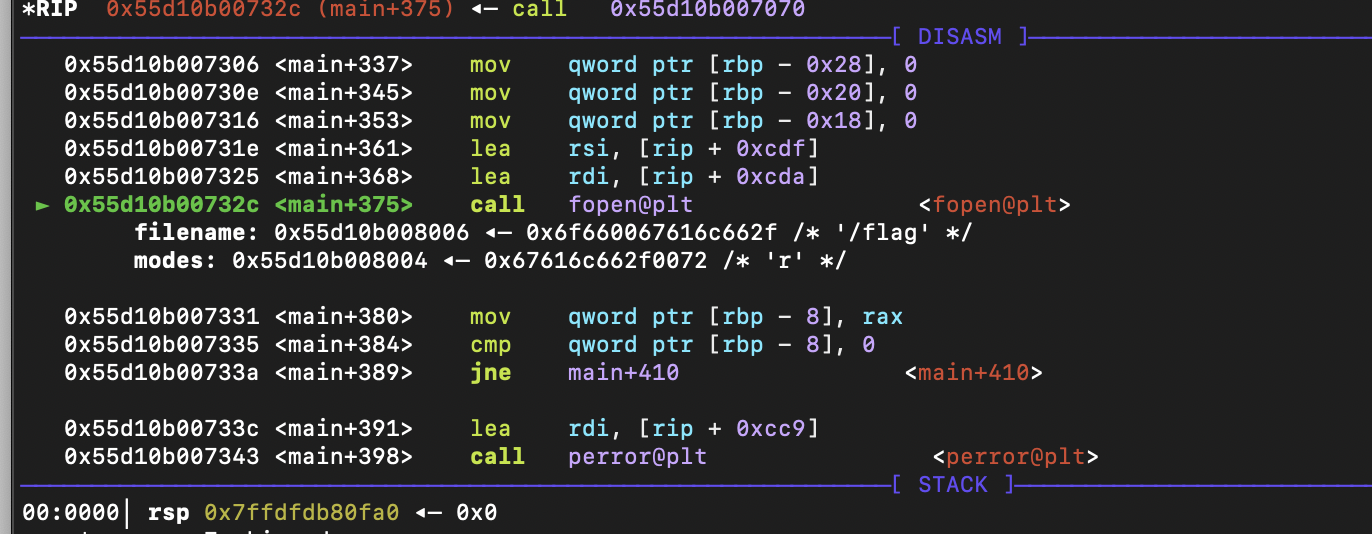 *RIP  0x55d10b00732c (main+375) ◂— call   0x55d10b007070
[ DISASM ]
0x55d10b007306 <main+337>    mov    qword ptr [rbp - 0x28], 0
0x55d10b00730e <main+345>    mov    qword ptr [rbp - 0x20], 0
0x55d10b007316 <main+353>    mov    qword ptr [rbp - 0x18], 0
0x55d10b00731e <main+361>    lea    rsi, [rip + 0xcdf]
0x55d10b007325 <main+368>    lea    rdi, [rip + 0xcda]
► 0x55d10b00732c <main+375>    call   fopen@plt                <fopen@plt>
filename: 0x55d10b008006 ◂— 0x6f660067616c662f /* '/flag' */
modes: 0x55d10b008004 ◂— 0x67616c662f0072 /* 'r' */
0x55d10b007331 <main+380>    mov    qword ptr [rbp - 8], rax
0x55d10b007335 <main+384>    cmp    qword ptr [rbp - 8], 0
0x55d10b00733a <main+389>    jne    main+410                <main+410>
0x55d10b00733c <main+391>    lea    rdi, [rip + 0xcc9]
0x55d10b007343 <main+398>    call   perror@plt                <perror@plt>
[ STACK ]
00:0000│ rsp 0x7ffdfdb80fa0 ◂— 0x0